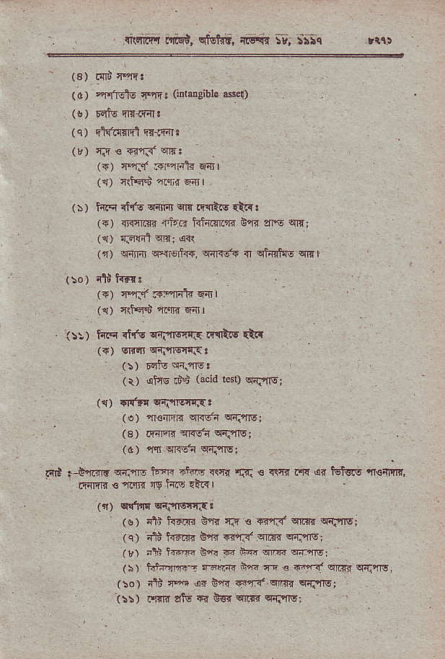 বাংলাদেশ গেজেট, অতিরিক্ত, নভেম্বর ১৮, ১৯৯৭ ৮২৭১
(৪) মোট সম্পদঃ
(৫) স্পর্শাতীত সম্পদঃ (intangible asset)
(৬) চলতি দায়-দেনাঃ
(৭) দীর্ঘমেয়াদী দায়-দেনাঃ
(৮) সুদ ও করপূর্ব আয়ঃ
(ক) সম্পূর্ণ কোম্পানীর জন্য।
(খ) সংশ্লিষ্ট পণ্যের জন্য।
(৯) নিম্নে বর্ণিত অন্যান্য আয় দেখাইতে হইবেঃ
(ক) ব্যবসায়ের বাহিরে বিনিয়োগের উপর প্রাপ্ত আয়;
(খ) মূলধনী আয়; এবং
(গ) অন্যান্য অস্বাভাবিক, অনাবর্তক বা অনিয়মিত আয়।
(১০) নীট বিক্রয়ঃ
(ক) সম্পূর্ণ কোম্পানীর জন্য।
(খ) সংশ্লিষ্ট পণ্যের জন্য।
(১১) নিম্নে বর্ণিত অনুপাতসমূহ দেখাইতে হইবে
(ক) তারল্য অনুপাতসমূহঃ
(১) চলতি অনুপাত;
(২) এসিড টেস্ট (acid test) অনুপাত;
(খ) কার্যক্রম অনুপাতসমূহঃ
(৩) পাওনাদার আবর্তন অনুপাত;
(৪) দেনাদার আবর্তন অনুপাত;
(৫) পণ্য আবর্তন অনুপাত;
নোট ঃ—উপরোক্ত অনুপাত হিসাব করিতে বৎসর শুরু ও বৎসর শেষ এর ভিত্তিতে পাওনাদার,
দেনাদার ও পণ্যের গড় নিতে হইবে।
(গ) অর্থাগম অনুপাতসমূহঃ
(৬) নীট বিক্রয়ের উপর সুদ ও করপূর্ব আয়ের অনুপাত;
(৭) নীট বিক্রয়ের উপর করপূর্ব আয়ের অনুপাত;
(৮) নীট বিক্রয়ের উপর কর উত্তর আয়ের অনুপাত;
(৯) বিনিয়োগকৃত মূলধনের উপর সুদ ও করপূর্ব আয়ের অনুপাত;
(১০) নীট সম্পদ এর উপর করপূর্ব আয়ের অনুপাত;
(১১) শেয়ার প্রতি কর উত্তর আয়ের অনুপাত;